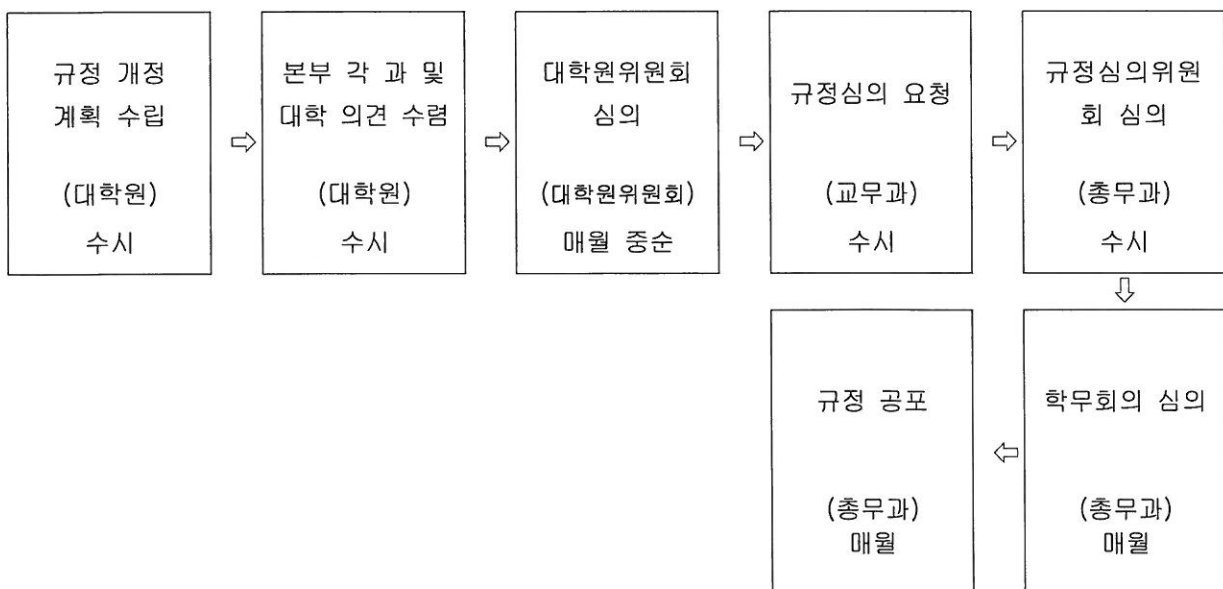 규정 개정
계획 수립
(대학원)
수시
⇨
본부 각 과 및
대학 의견 수렴
(대학원)
수시
⇨
대학원위원회
심의
(대학원위원회)
매월 중순
⇨
규정심의 요청
(교무과)
수시
⇨
규정심의위원
회 심의
(총무과)
수시
⇩
학무회의 심의
(총무과)
매월
⇦
규정 공포
(총무과)
매월